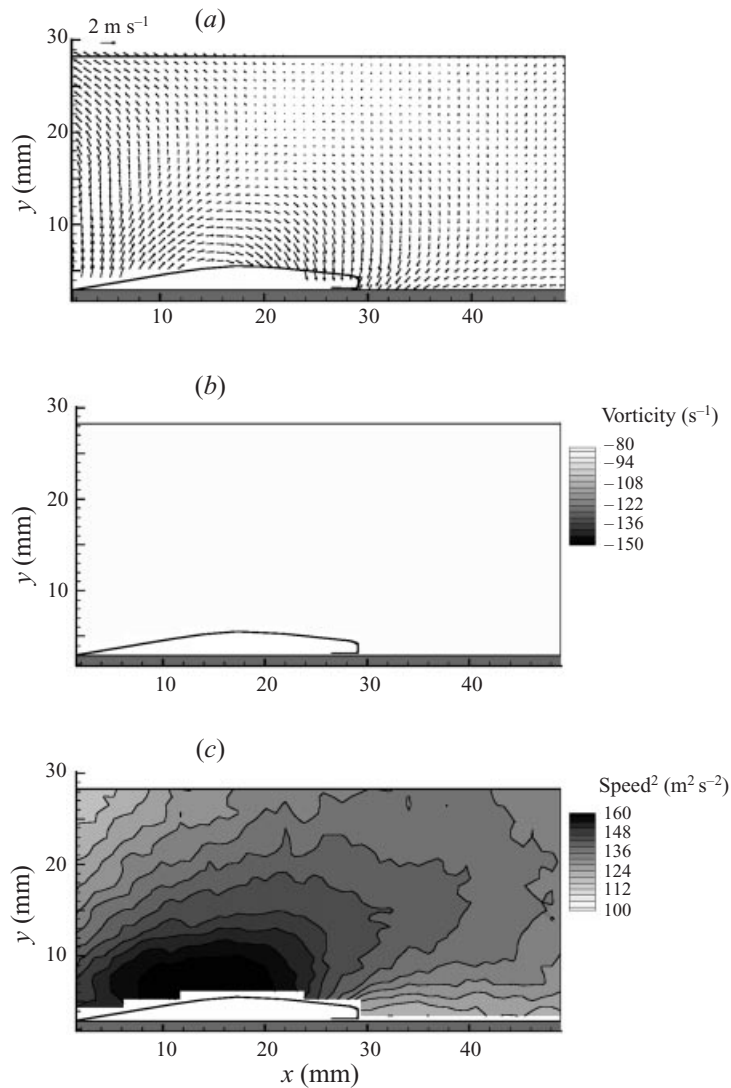 (a)
2 m s⁻¹
30
20
10
y (mm)
10 20 30 40
(b)
30
20
10
y (mm)
10 20 30 40
Vorticity (s⁻¹)
–80
–94
–108
–122
–136
–150
(c)
30
20
10
y (mm)
10 20 30 40
x (mm)
Speed² (m² s⁻²)
160
148
136
124
112
100